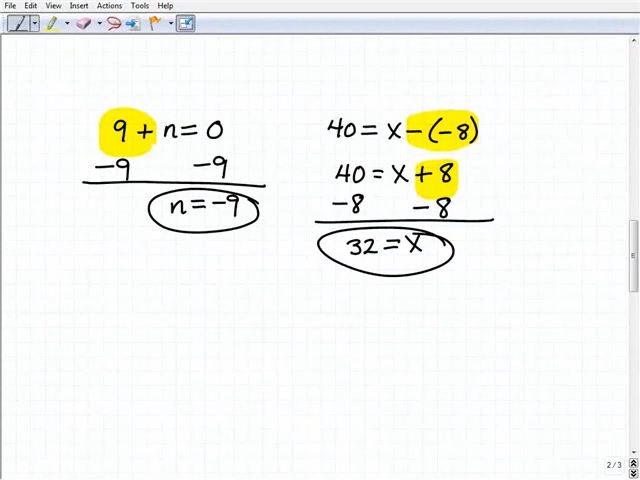 File Edit View Insert Actions Tools Help
9 + n = 0
-9 -9
n = -9
40 = x - (-8)
40 = x + 8
-8 -8
32 = x
2 / 3